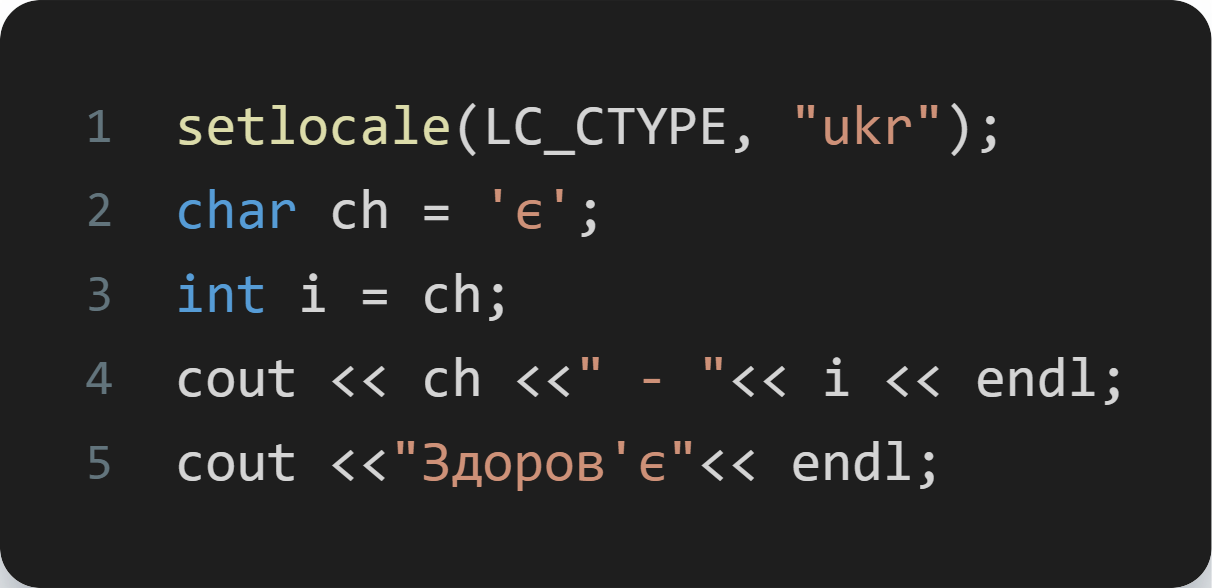 1 setlocale(LC_CTYPE, "ukr");
2 char ch = 'є';
3 int i = ch;
4 cout << ch <<" - "<< i << endl;
5 cout <<"Здоров'є"<< endl;